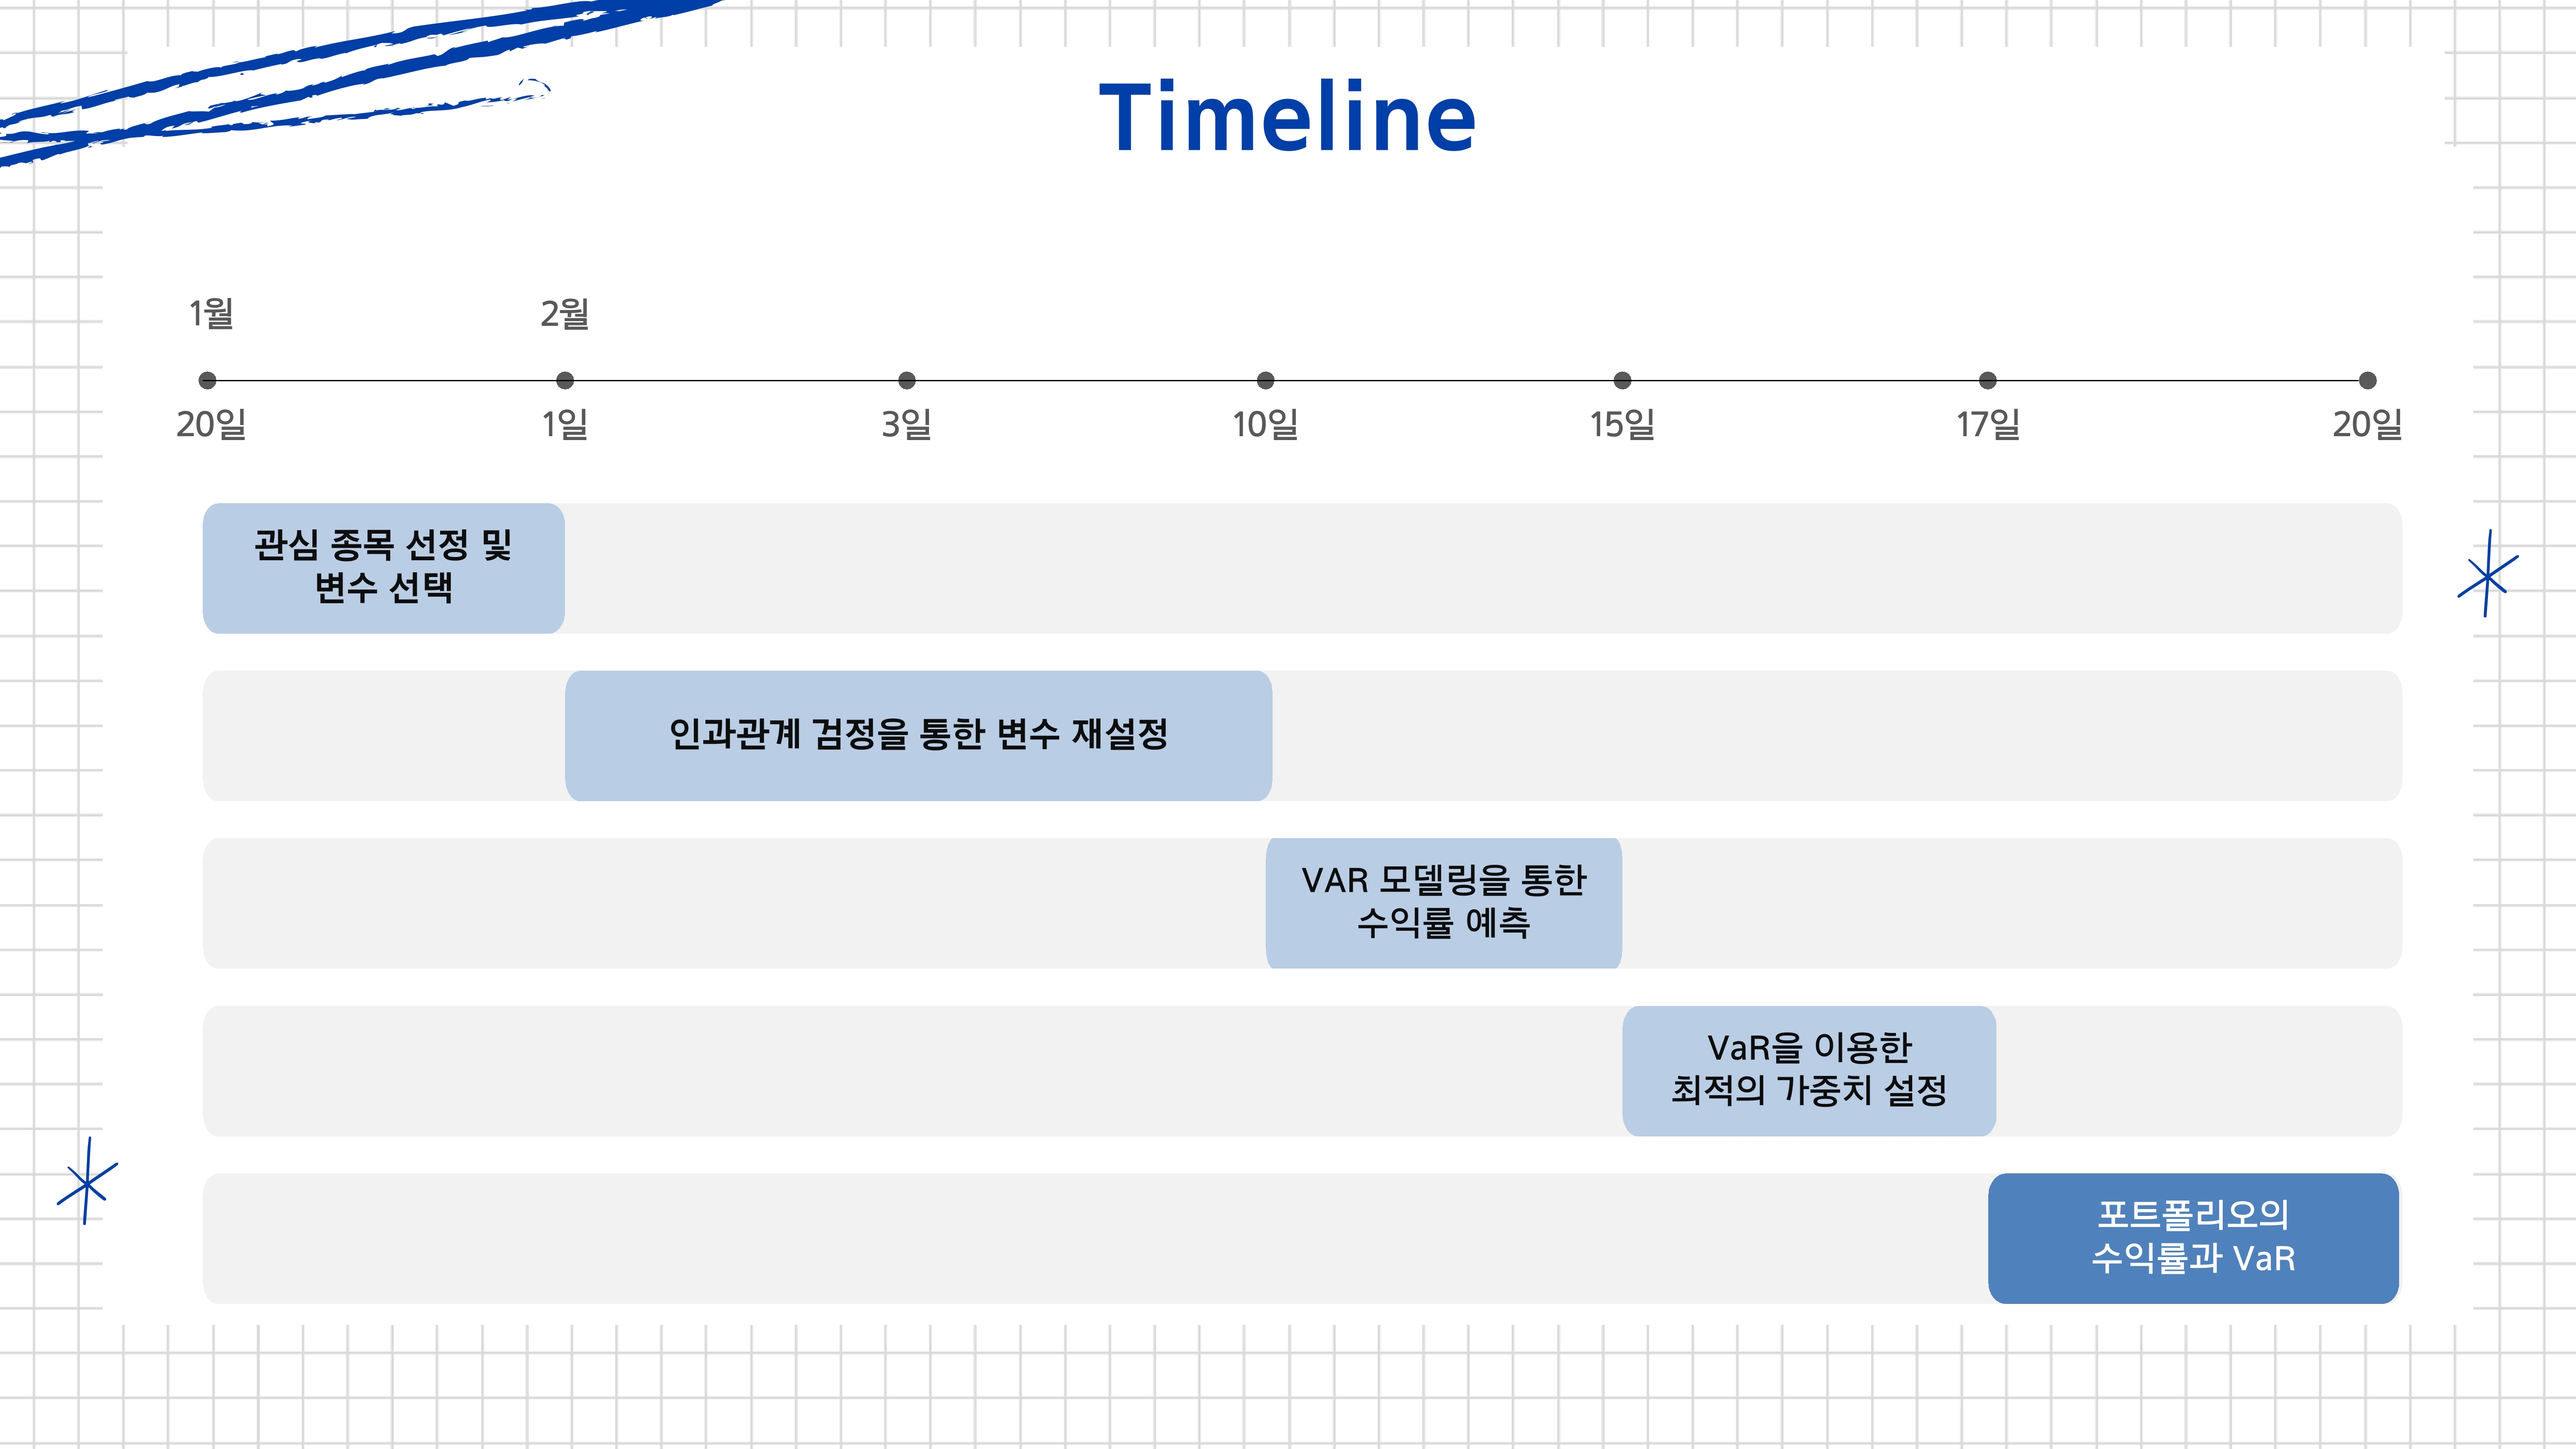 Timeline
1월 2월
20일 1일 3일 10일 15일 17일 20일
관심 종목 선정 및
변수 선택
인과관계 검정을 통한 변수 재설정
VAR 모델링을 통한
수익률 예측
VaR을 이용한
최적의 가중치 설정
포트폴리오의
수익률과 VaR